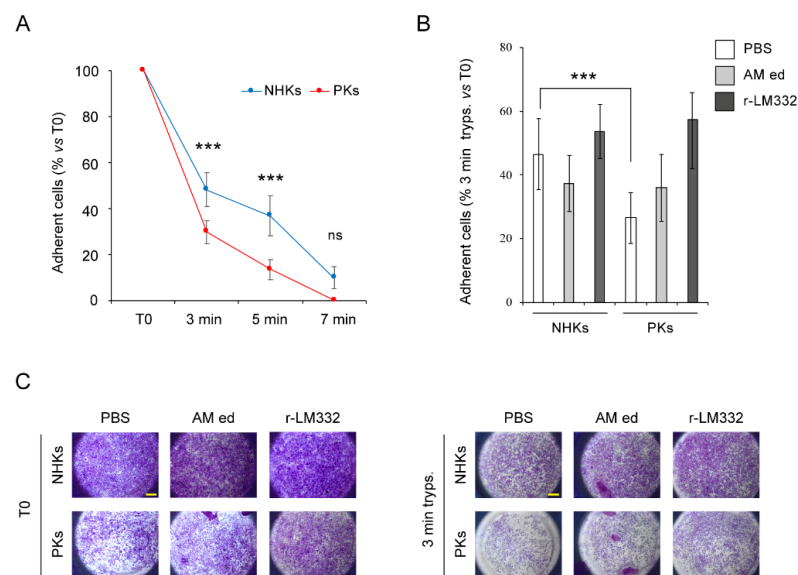 A
100
80
60
40
20
0
Adherent cells (% vs T0)
NHKs PKs
***
***
ns
T0 3 min 5 min 7 min
B
80
60
40
20
0
Adherent cells (% 3 min tryps. vs T0)
***
PBS
AM ed
r-LM332
NHKs PKs
C
PBS AM ed r-LM332
T0
NHKs
PKs
PBS AM ed r-LM332
3 min tryps.
NHKs
PKs